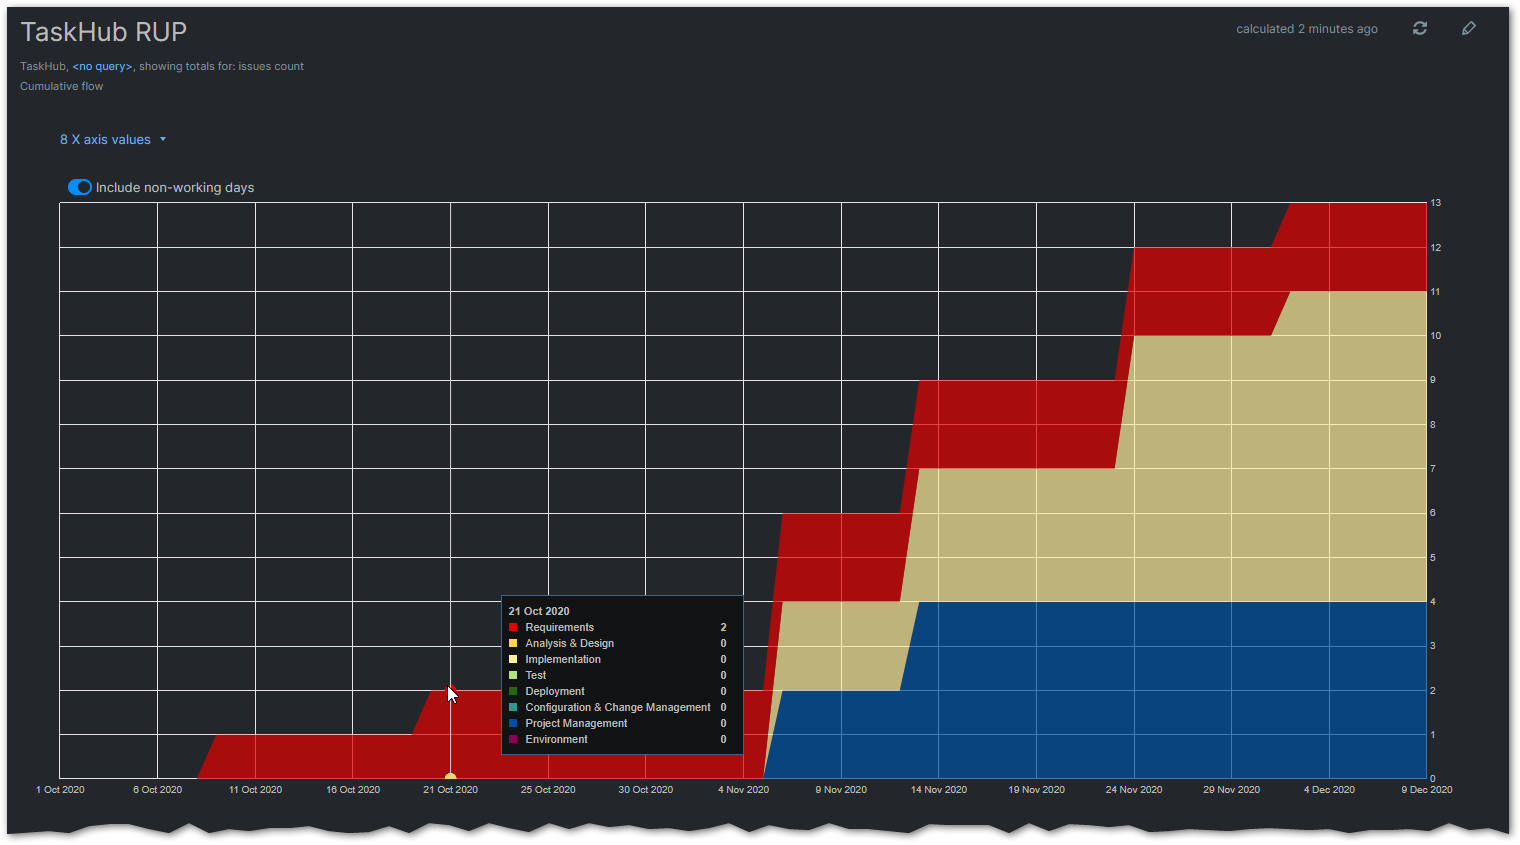 TaskHub RUP
calculated 2 minutes ago
TaskHub, <no query>, showing totals for: issues count
Cumulative flow
8 X axis values
Include non-working days
13
12
11
10
9
8
7
6
5
4
3
2
1
0
21 Oct 2020
Requirements 2
Analysis & Design 0
Implementation 0
Test 0
Deployment 0
Configuration & Change Management 0
Project Management 0
Environment 0
1 Oct 2020 6 Oct 2020 11 Oct 2020 16 Oct 2020 21 Oct 2020 25 Oct 2020 30 Oct 2020 4 Nov 2020 9 Nov 2020 14 Nov 2020 19 Nov 2020 24 Nov 2020 29 Nov 2020 4 Dec 2020 9 Dec 2020